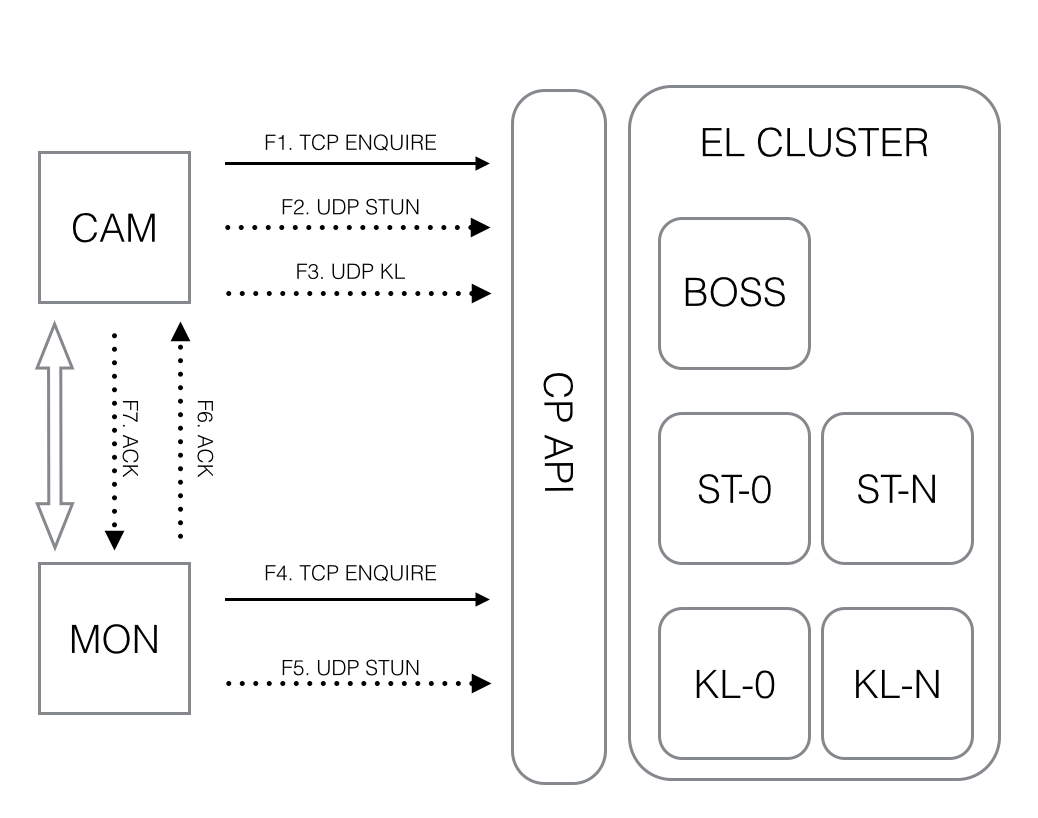 F1. TCP ENQUIRE
EL CLUSTER
CAM
F2. UDP STUN
F3. UDP KL
BOSS
F7. ACK
F6. ACK
CP API
ST-0
ST-N
F4. TCP ENQUIRE
MON
F5. UDP STUN
KL-0
KL-N